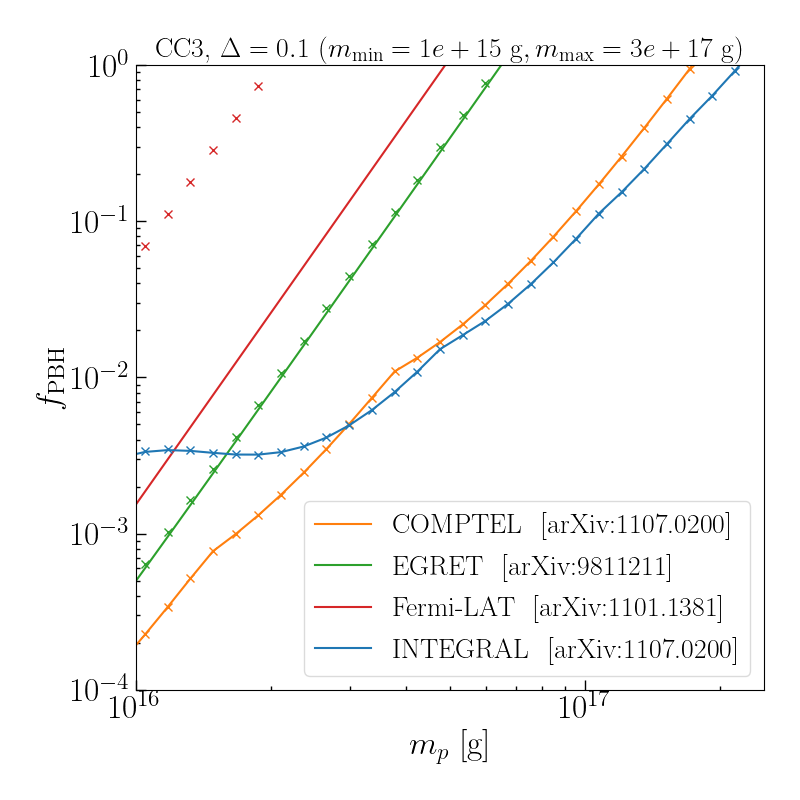 CC3, Δ = 0.1 (m_min = 1e + 15 g, m_max = 3e + 17 g)
10^0
10^−1
10^−2
10^−3
10^−4
f_PBH
COMPTEL [arXiv:1107.0200]
EGRET [arXiv:9811211]
Fermi-LAT [arXiv:1101.1381]
INTEGRAL [arXiv:1107.0200]
10^16
10^17
m_p [g]